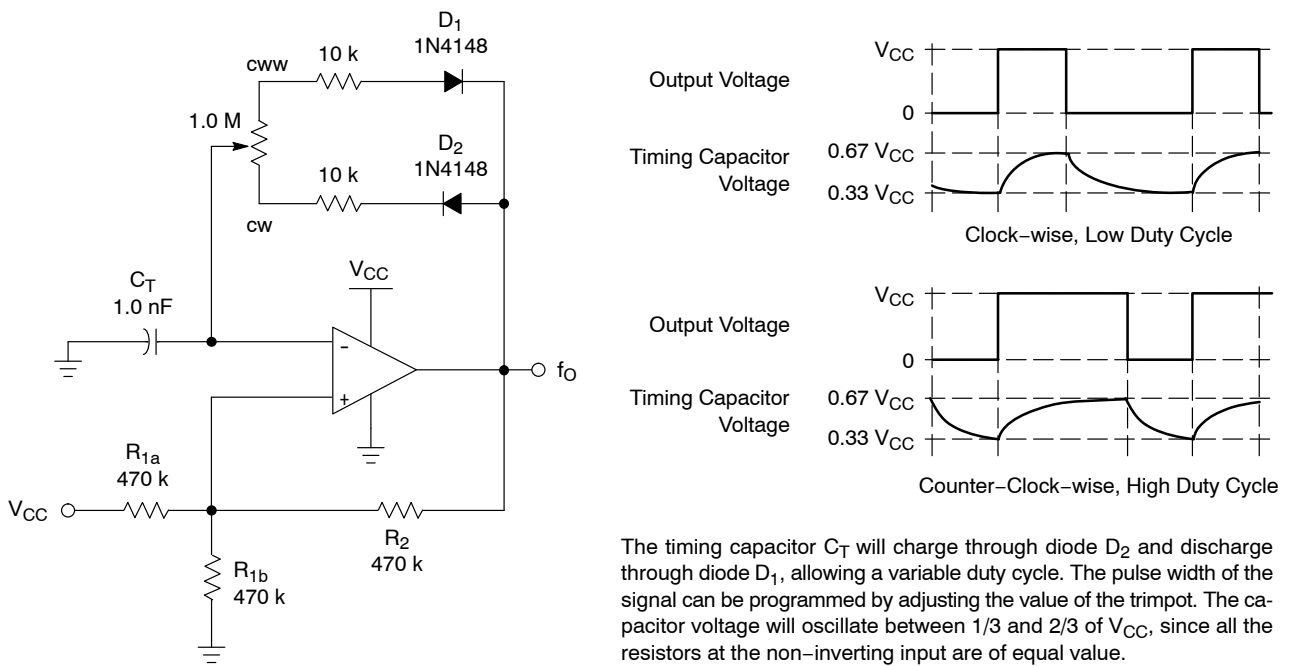 D1
1N4148
10 k
cww
1.0 M
D2
1N4148
10 k
cw
CT
1.0 nF
VCC
-
+
fO
R1a
470 k
VCC
R2
470 k
R1b
470 k
Output Voltage
VCC
0
Timing Capacitor
Voltage
0.67 VCC
0.33 VCC
Clock−wise, Low Duty Cycle
Output Voltage
VCC
0
Timing Capacitor
Voltage
0.67 VCC
0.33 VCC
Counter−Clock−wise, High Duty Cycle
The timing capacitor CT will charge through diode D2 and discharge
through diode D1, allowing a variable duty cycle. The pulse width of the
signal can be programmed by adjusting the value of the trimpot. The ca-
pacitor voltage will oscillate between 1/3 and 2/3 of VCC, since all the
resistors at the non−inverting input are of equal value.